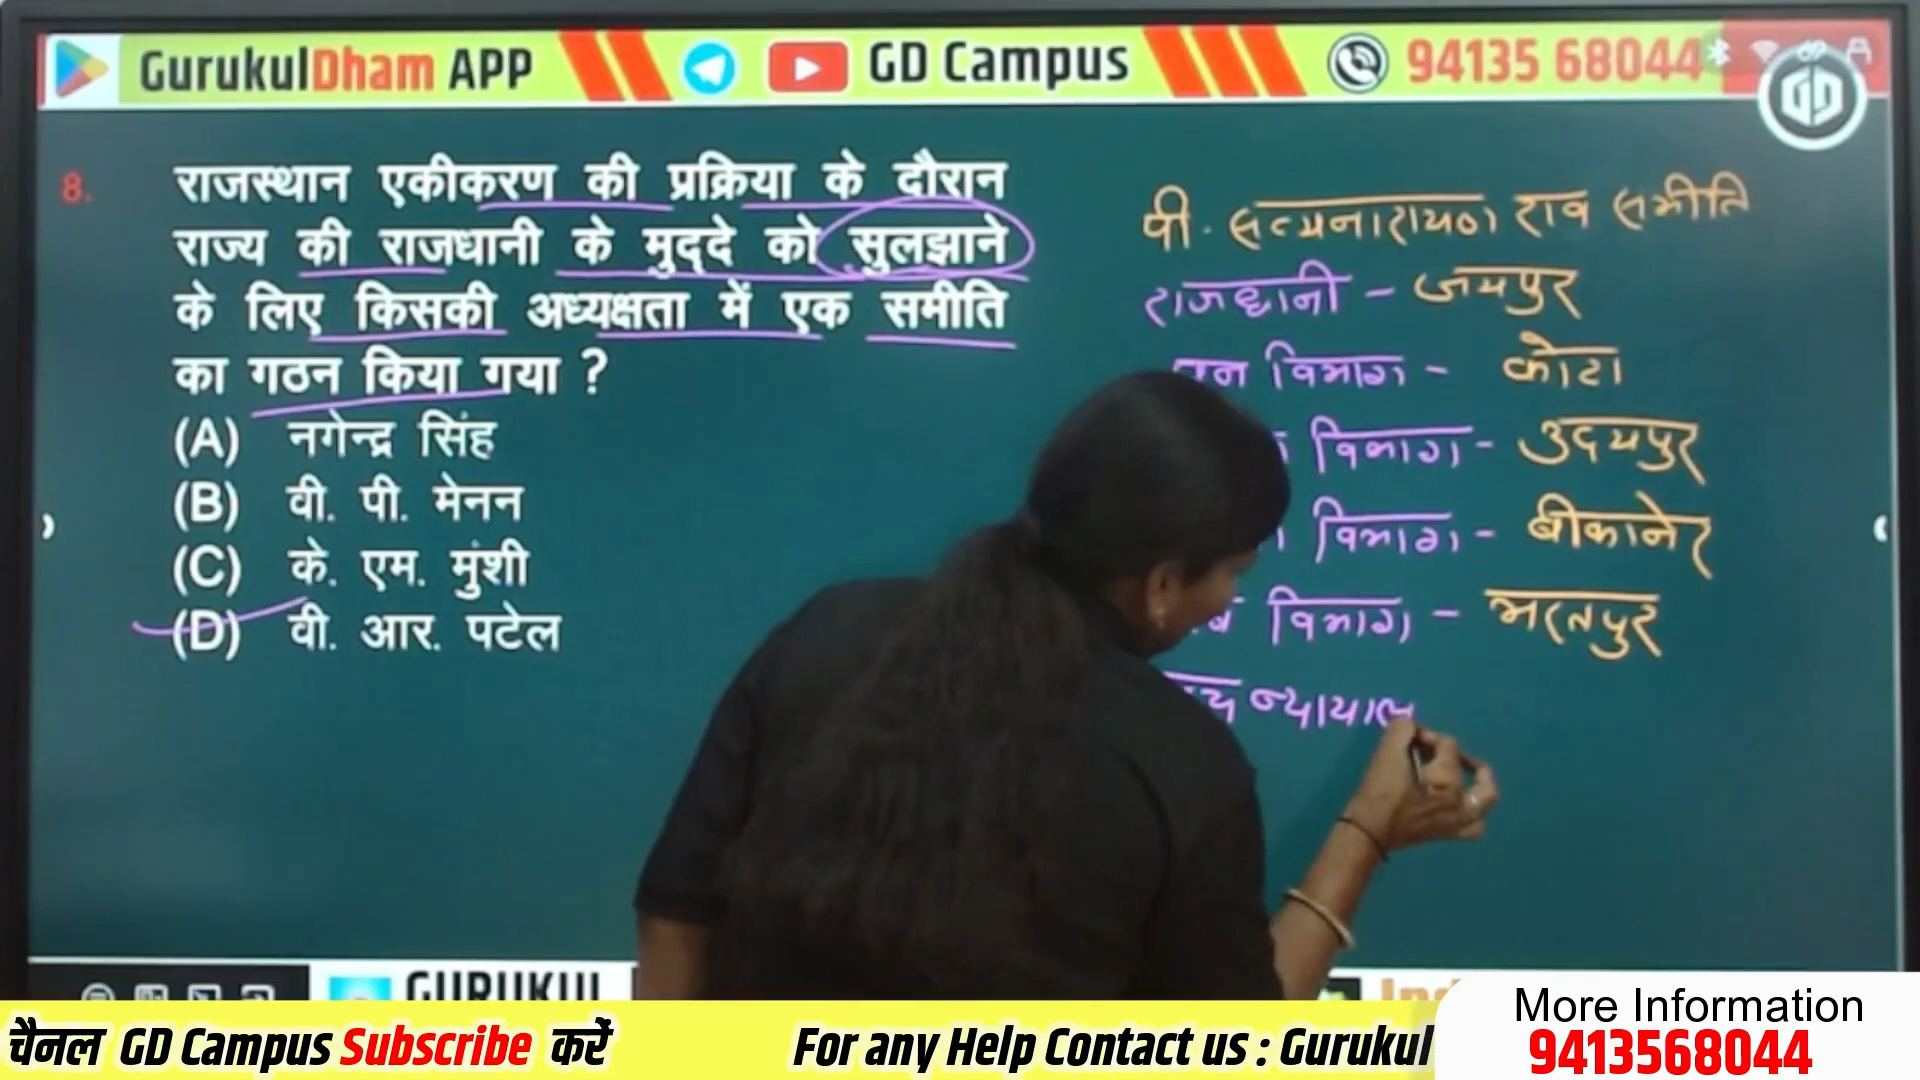 GurukulDham APP
GD Campus
94135 68044
GD
8. राजस्थान एकीकरण की प्रक्रिया के दौरान
राज्य की राजधानी के मुद्दे को सुलझाने
के लिए किसकी अध्यक्षता में एक समीति
का गठन किया गया ?
(A) नगेन्द्र सिंह
(B) वी. पी. मेनन
(C) के. एम. मुंशी
(D) वी. आर. पटेल
पी. सत्यनारायण राव समीति
राजधानी - जयपुर
विभाग - कोटा
विभाग - उदयपुर
विभाग - बीकानेर
विभाग - भरतपुर
न्यायाल
GURUKUL
चैनल GD Campus Subscribe करें
For any Help Contact us : Gurukul
More Information
9413568044